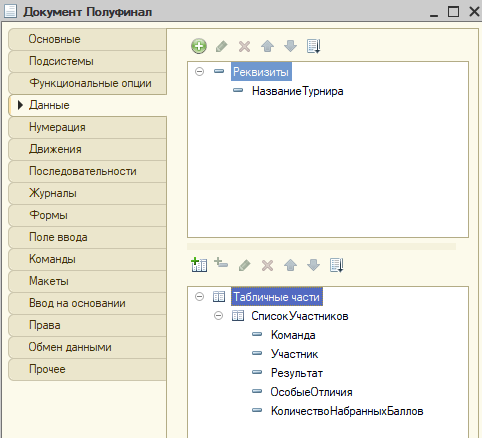 Документ Полуфинал
Основные
Подсистемы
Функциональные опции
Данные
Нумерация
Движения
Последовательности
Журналы
Формы
Поле ввода
Команды
Макеты
Ввод на основании
Права
Обмен данными
Прочее
Реквизиты
НазваниеТурнира
Табличные части
СписокУчастников
Команда
Участник
Результат
ОсобыеОтличия
КоличествоНабранныхБаллов